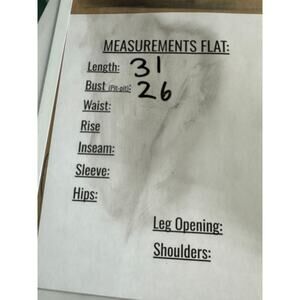 MEASUREMENTS FLAT:
Length: 31
Bust (Pit-pit): 26
Waist:
Rise
Inseam:
Sleeve:
Hips:
Leg Opening:
Shoulders: